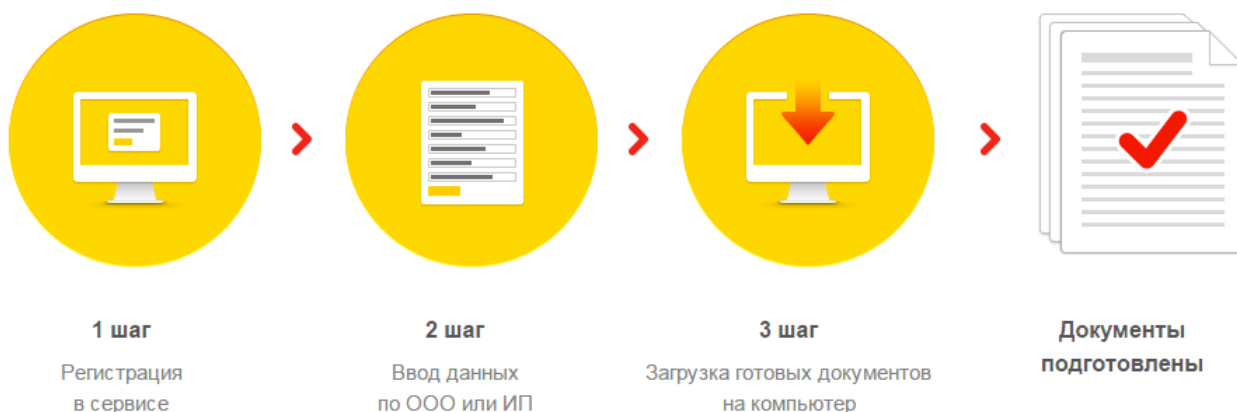 1 шаг
Регистрация
в сервисе
2 шаг
Ввод данных
по ООО или ИП
3 шаг
Загрузка готовых документов
на компьютер
Документы
подготовлены